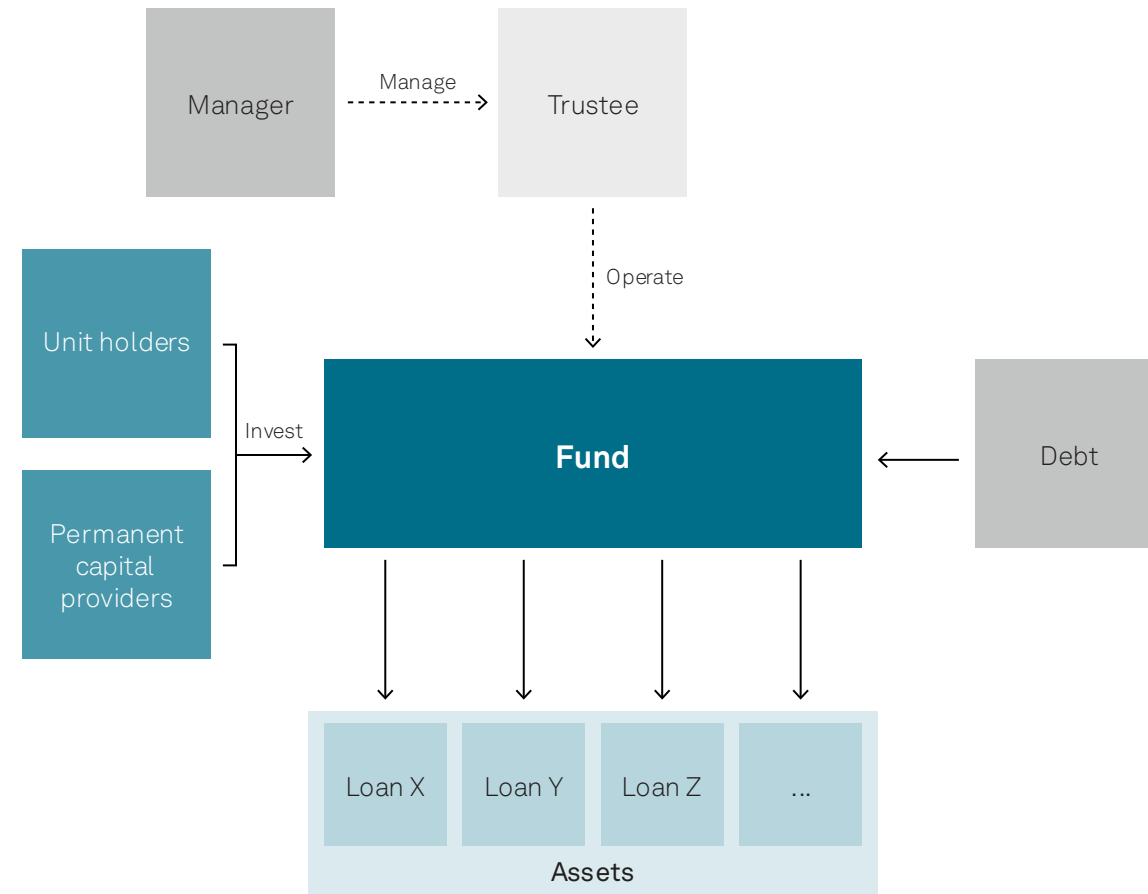 Manager
Manage
Trustee
Operate
Unit holders
Invest
Permanent
capital
providers
Fund
Debt
Loan X
Loan Y
Loan Z
...
Assets